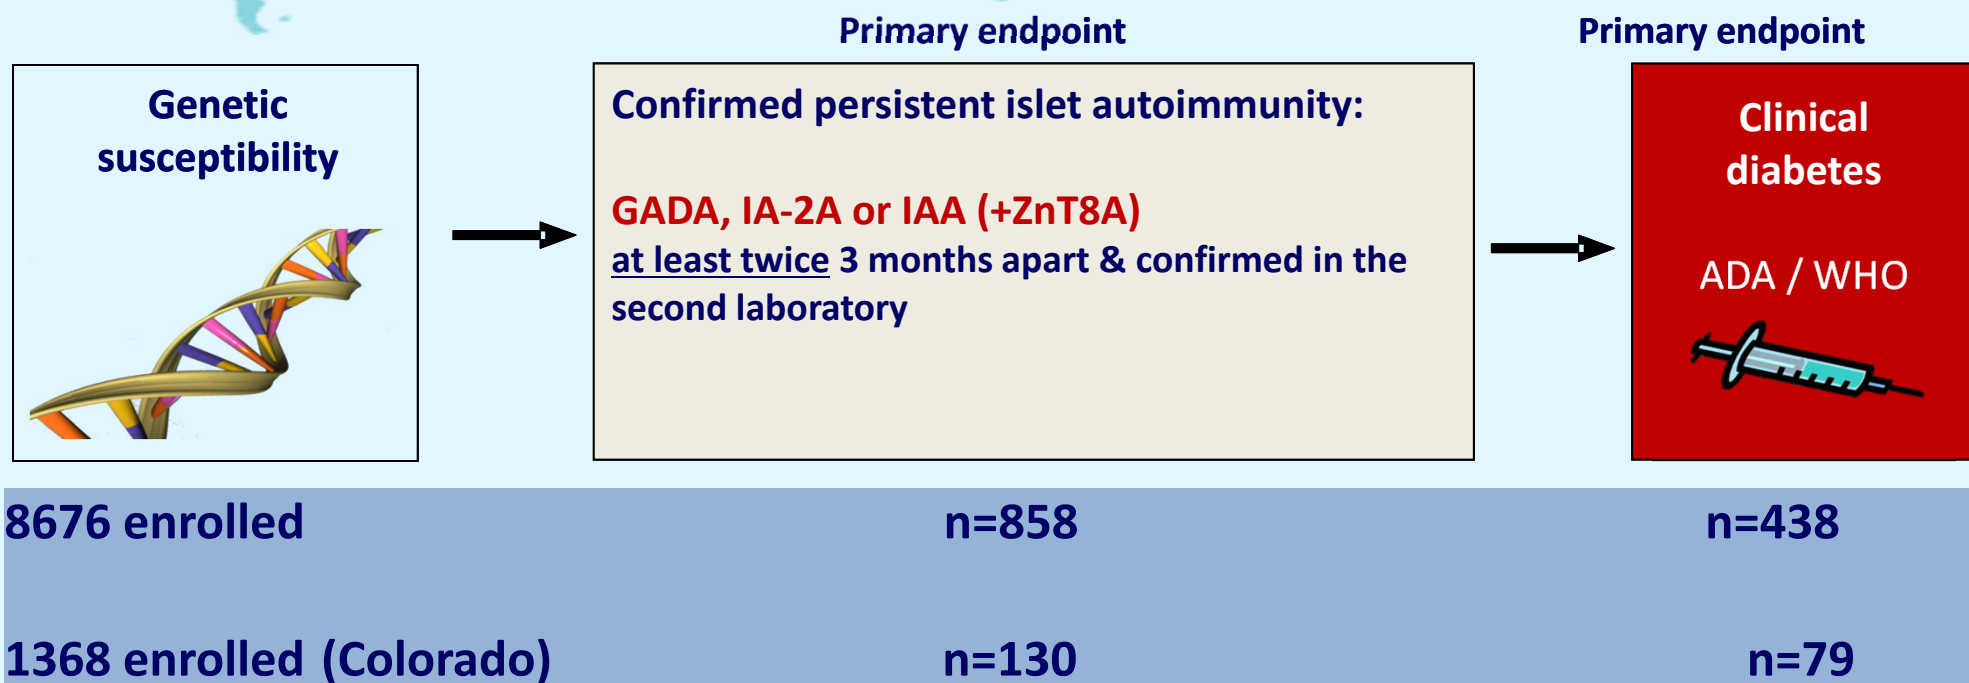 Primary endpoint
Primary endpoint
Genetic
susceptibility
Confirmed persistent islet autoimmunity:
GADA, IA-2A or IAA (+ZnT8A)
at least twice 3 months apart & confirmed in the
second laboratory
Clinical
diabetes
ADA / WHO
8676 enrolled n=858 n=438
1368 enrolled (Colorado) n=130 n=79